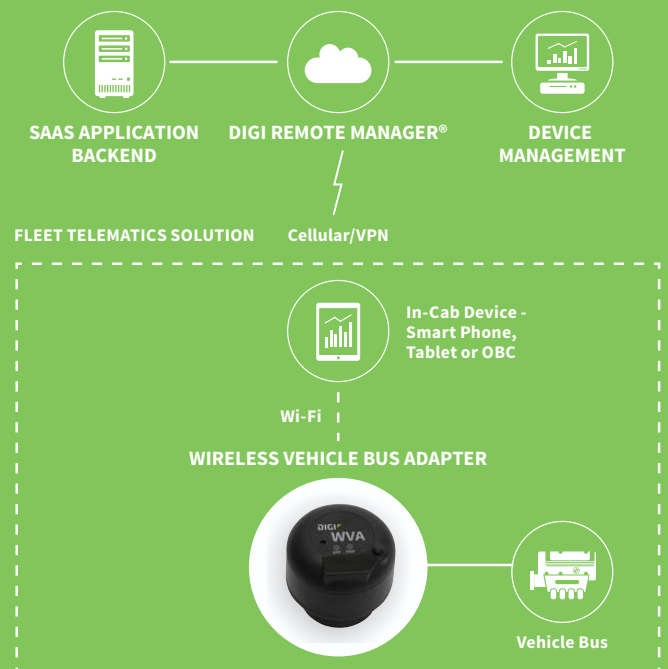 SAAS APPLICATION
BACKEND
DIGI REMOTE MANAGER®
DEVICE
MANAGEMENT
FLEET TELEMATICS SOLUTION
Cellular/VPN
In-Cab Device -
Smart Phone,
Tablet or OBC
Wi-Fi
WIRELESS VEHICLE BUS ADAPTER
DIGI
WVA
Vehicle Bus